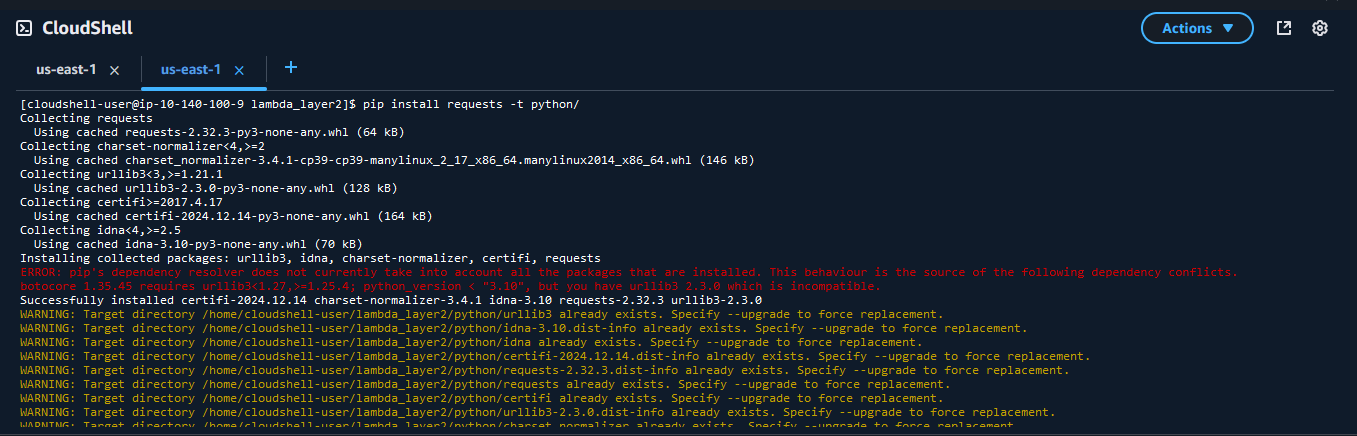 CloudShell
Actions
us-east-1
us-east-1
[cloudshell-user@ip-10-140-100-9 lambda_layer2]$ pip install requests -t python/
Collecting requests
  Using cached requests-2.32.3-py3-none-any.whl (64 kB)
Collecting charset-normalizer<4,>=2
  Using cached charset_normalizer-3.4.1-cp39-cp39-manylinux_2_17_x86_64.manylinux2014_x86_64.whl (146 kB)
Collecting urllib3<3,>=1.21.1
  Using cached urllib3-2.3.0-py3-none-any.whl (128 kB)
Collecting certifi>=2017.4.17
  Using cached certifi-2024.12.14-py3-none-any.whl (164 kB)
Collecting idna<4,>=2.5
  Using cached idna-3.10-py3-none-any.whl (70 kB)
Installing collected packages: urllib3, idna, charset-normalizer, certifi, requests
ERROR: pip's dependency resolver does not currently take into account all the packages that are installed. This behaviour is the source of the following dependency conflicts.
botocore 1.35.45 requires urllib3<1.27,>=1.25.4; python_version < "3.10", but you have urllib3 2.3.0 which is incompatible.
Successfully installed certifi-2024.12.14 charset-normalizer-3.4.1 idna-3.10 requests-2.32.3 urllib3-2.3.0
WARNING: Target directory /home/cloudshell-user/lambda_layer2/python/urllib3 already exists. Specify --upgrade to force replacement.
WARNING: Target directory /home/cloudshell-user/lambda_layer2/python/idna-3.10.dist-info already exists. Specify --upgrade to force replacement.
WARNING: Target directory /home/cloudshell-user/lambda_layer2/python/idna already exists. Specify --upgrade to force replacement.
WARNING: Target directory /home/cloudshell-user/lambda_layer2/python/certifi-2024.12.14.dist-info already exists. Specify --upgrade to force replacement.
WARNING: Target directory /home/cloudshell-user/lambda_layer2/python/requests-2.32.3.dist-info already exists. Specify --upgrade to force replacement.
WARNING: Target directory /home/cloudshell-user/lambda_layer2/python/requests already exists. Specify --upgrade to force replacement.
WARNING: Target directory /home/cloudshell-user/lambda_layer2/python/certifi already exists. Specify --upgrade to force replacement.
WARNING: Target directory /home/cloudshell-user/lambda_layer2/python/urllib3-2.3.0.dist-info already exists. Specify --upgrade to force replacement.
WARNING: Target directory /home/cloudshell-user/lambda_layer2/python/charset_normalizer already exists. Specify --upgrade to force replacement.